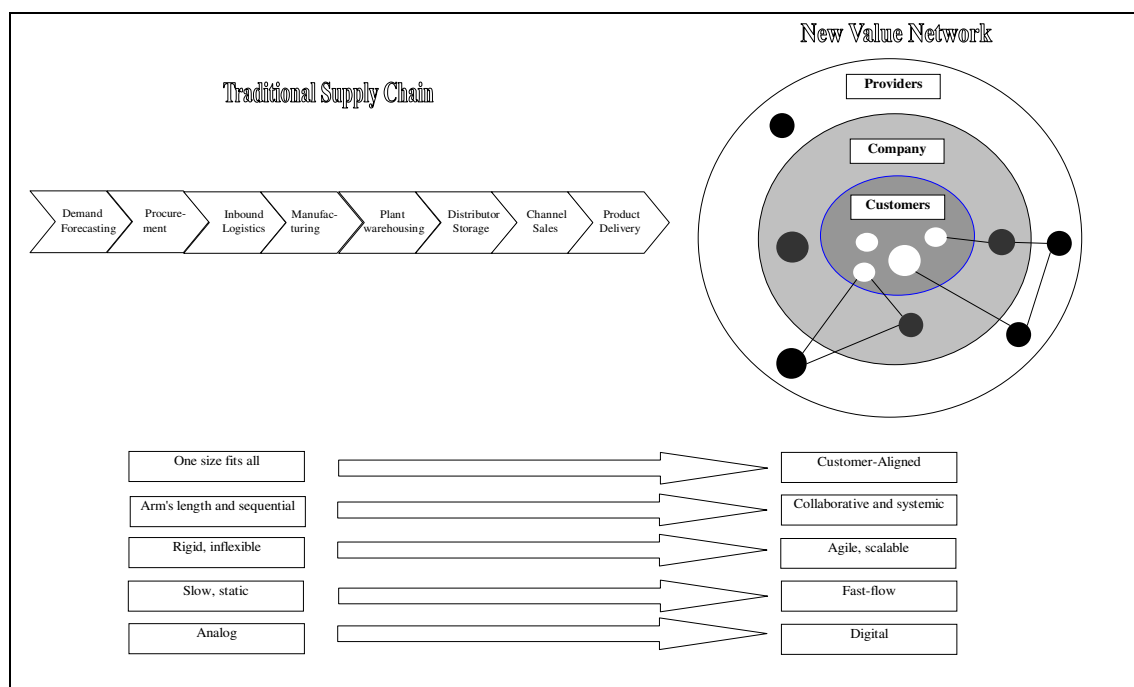 New Value Network
Traditional Supply Chain
Providers
Company
Customers
Demand
Forecasting
Procure-
ment
Inbound
Logistics
Manufac-
turing
Plant
warehousing
Distributor
Storage
Channel
Sales
Product
Delivery
One size fits all
Customer-Aligned
Arm's length and sequential
Collaborative and systemic
Rigid, inflexible
Agile, scalable
Slow, static
Fast-flow
Analog
Digital